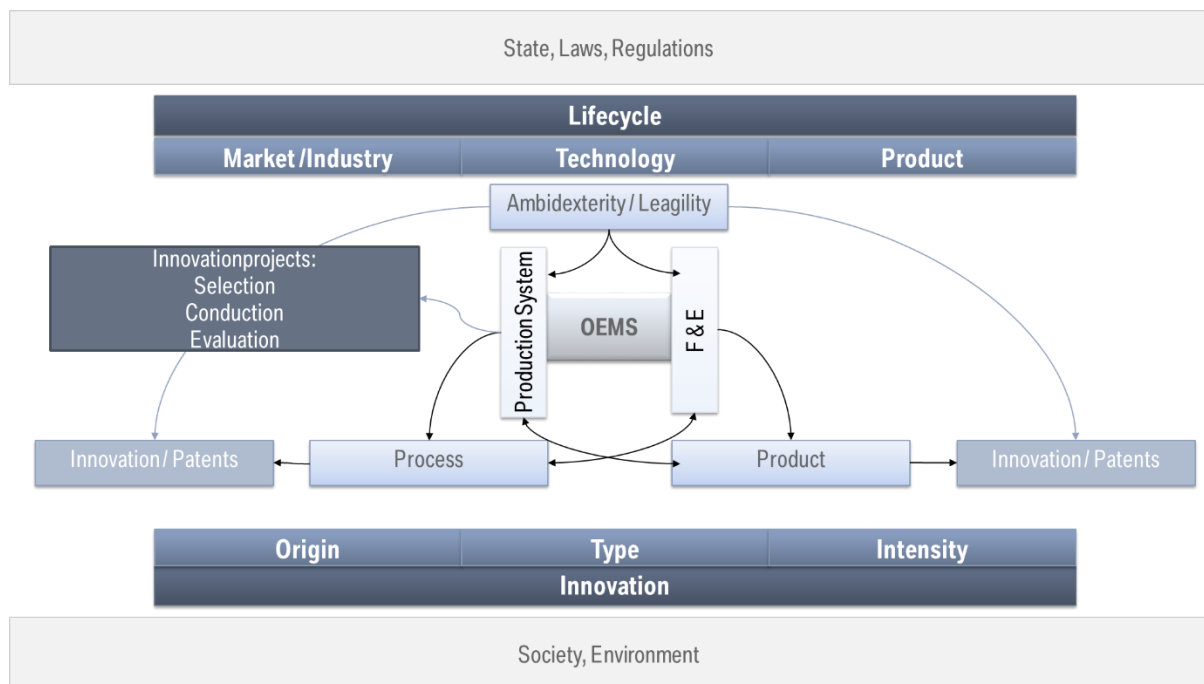 State, Laws, Regulations
Lifecycle
Market/Industry
Technology
Product
Ambidexterity / Leagility
Innovationprojects:
Selection
Conduction
Evaluation
Production System
OEMS
F & E
Innovation / Patents
Process
Product
Innovation / Patents
Origin
Type
Intensity
Innovation
Society, Environment